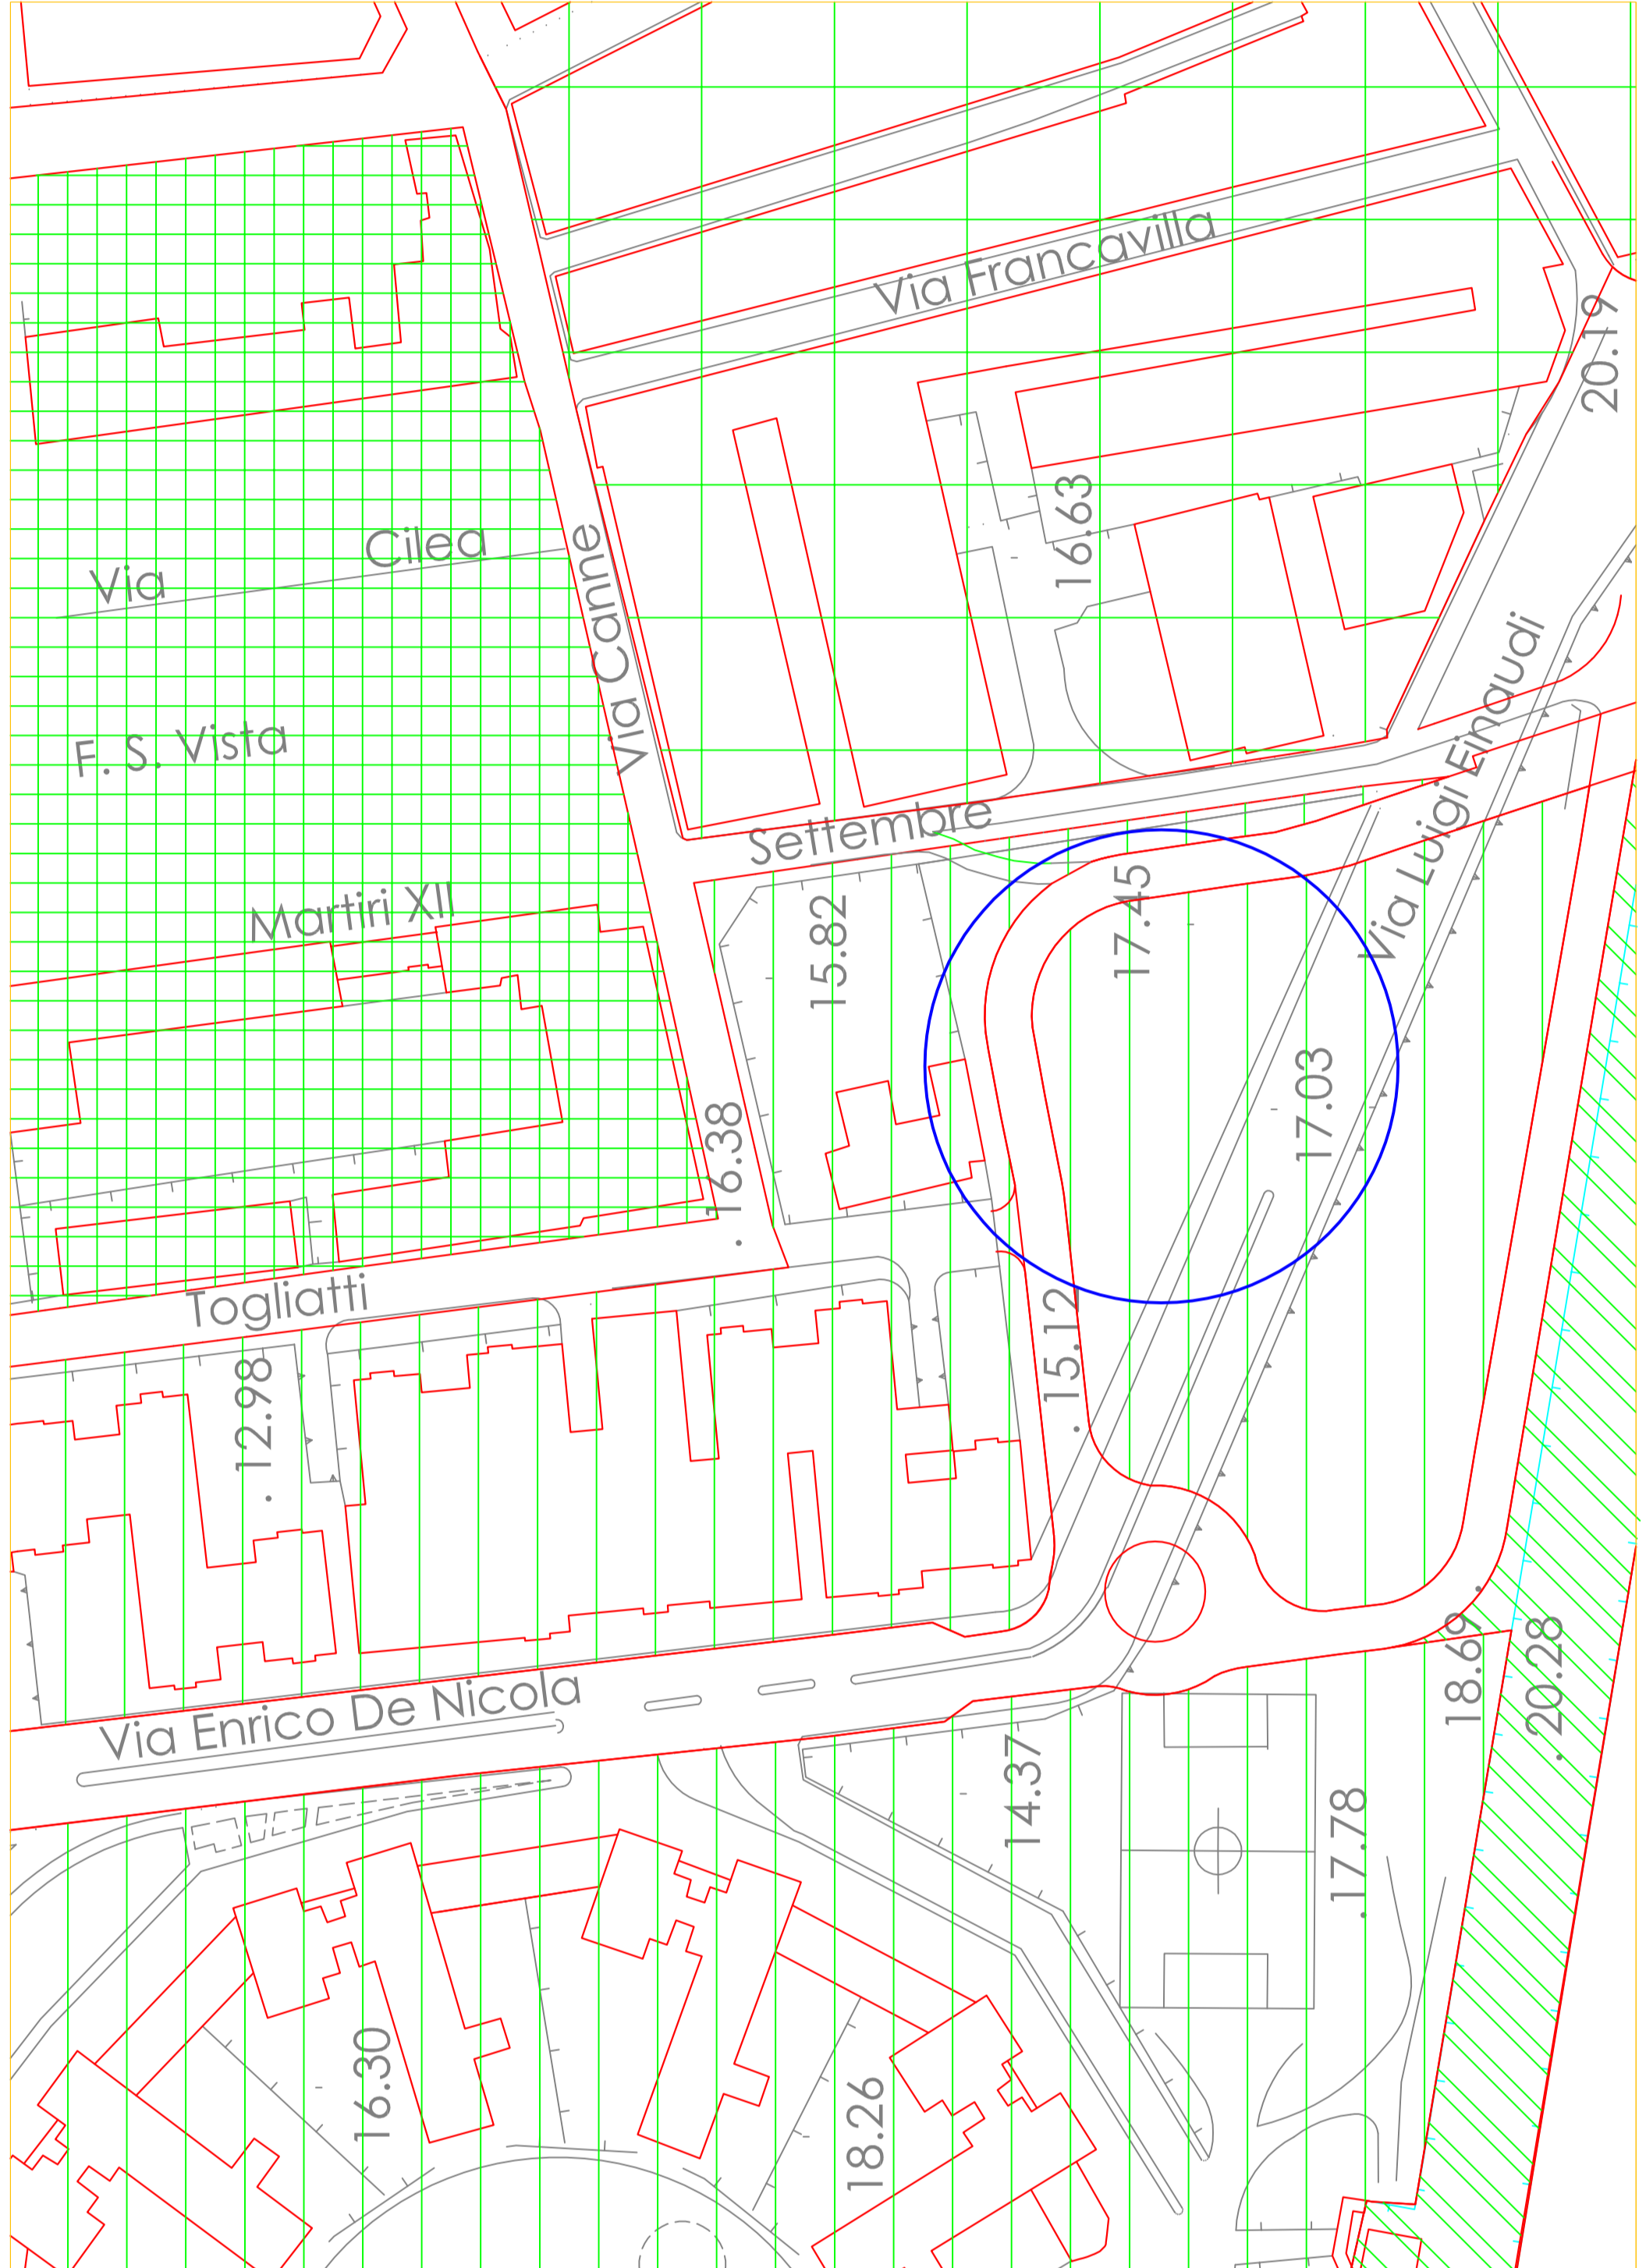 Via Francavilla
20.19
Via Cilea
Via Canne
16.63
F. S. Vista
Via Luigi Einaudi
Settembre
Martiri XII
15.82
17.45
17.03
16.38
Togliatti
15.12
12.98
Via Enrico De Nicola
18.69
20.28
14.37
17.78
16.30
18.26